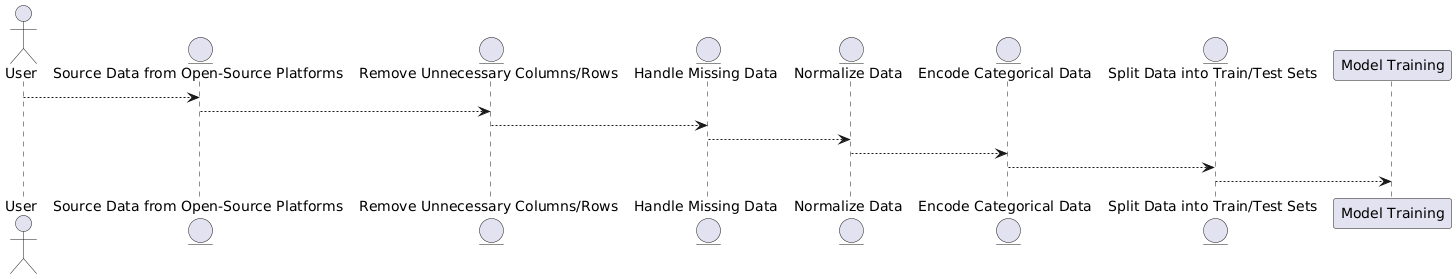 User Source Data from Open-Source Platforms Remove Unnecessary Columns/Rows Handle Missing Data Normalize Data Encode Categorical Data Split Data into Train/Test Sets Model Training
User Source Data from Open-Source Platforms Remove Unnecessary Columns/Rows Handle Missing Data Normalize Data Encode Categorical Data Split Data into Train/Test Sets Model Training